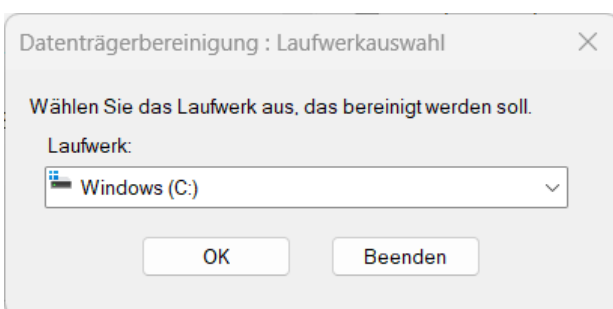 Datenträgerbereinigung : Laufwerkauswahl
Wählen Sie das Laufwerk aus, das bereinigt werden soll.
Laufwerk:
Windows (C:)
OK
Beenden